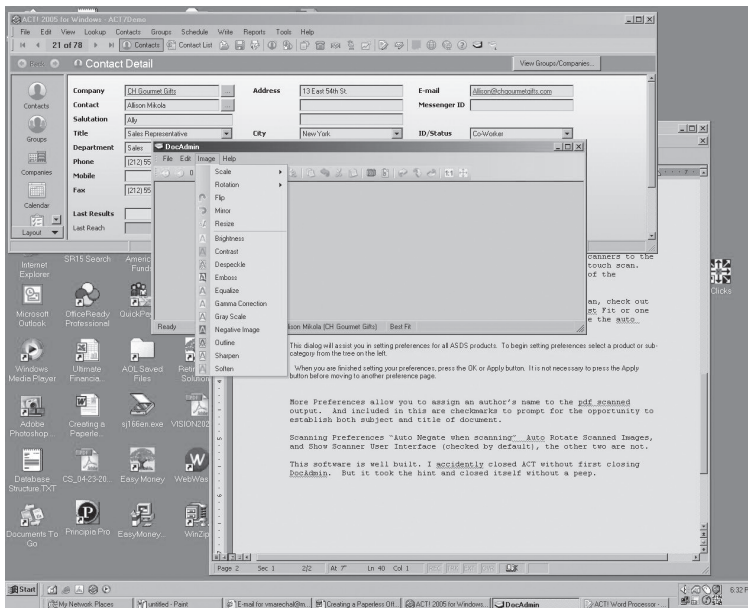 ACT! 2005 for Windows - ACT7Demo
File Edit View Lookup Contacts Groups Schedule Write Reports Tools Help
21 of 78 Contacts Contact List
Back Contact Detail View Groups/Companies...
Contacts
Groups
Companies
Calendar
Layout
Company CH Gourmet Gifts ... Address 13 East 54th St. E-mail Allison@chgourmetgifts.com
Contact Allison Mikola ... Messenger ID
Salutation Ally
Title Sales Representative City New York ID/Status Co-Worker
Department Sales
Phone (212) 55
Mobile
Fax (212) 55
Last Results
Last Reach
DocAdmin
File Edit Image Help
Scale
Rotation
Flip
Mirror
Resize
Brightness
Contrast
Despeckle
Emboss
Equalize
Gamma Correction
Gray Scale
Negative Image
Outline
Sharpen
Soften
Ready
ison Mikola (CH Gourmet Gifts) Best Fit
canners to the
touch scan.
of the
an, check out
st Fit or one
e the auto
This dialog will assist you in setting preferences for all ASDS products. To begin setting preferences select a product or sub-
category from the tree on the left.
When you are finished setting your preferences, press the OK or Apply button. It is not necessary to press the Apply
button before moving to another preference page.
More Preferences allow you to assign an author's name to the pdf scanned
output. And included in this are checkmarks to prompt for the opportunity to
establish both subject and title of document.
Scanning Preferences "Auto Negate when scanning" Auto Rotate Scanned Images,
and Show Scanner User Interface (checked by default), the other two are not.
This software is well built. I accidently closed ACT without first closing
DocAdmin. But it took the hint and closed itself without a peep.
Page 2 Sec 1 2/2 At 7" Ln 40 Col 1 REC TRK EXT OVR
Internet Explorer
SR15 Search
Americ
Fund
Microsoft Outlook
OfficeReady Professional
QuickPa
Windows Media Player
Ultimate Financia...
AOL Saved Files
Retir
Solution
Adobe Photoshop...
Creating a Paperle...
sj166en.exe
VISION202
Database Structure.TXT
CS_04-23-20...
Easy Money
WebWas
Documents To Go
Principia Pro
EasyMoney...
WinZip
Clicks
Start
6:32 P
My Network Places
untitled - Paint
E-mail for vmarechal@m...
Creating a Paperless Off...
ACT! 2005 for Windows...
DocAdmin
ACT! Word Processor - ...